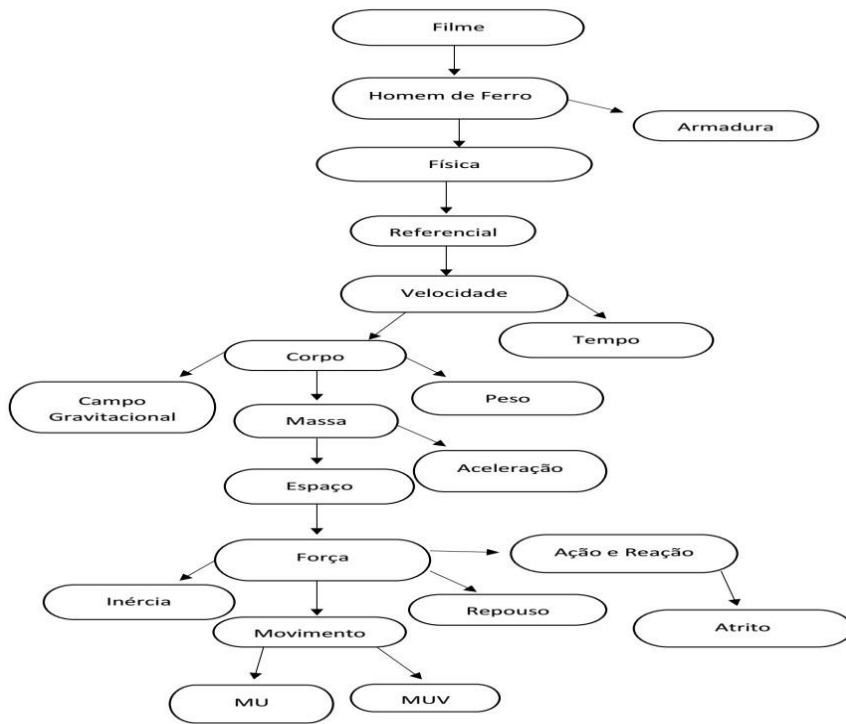 Filme
Homem de Ferro
Armadura
Física
Referencial
Velocidade
Tempo
Corpo
Campo
Gravitacional
Peso
Massa
Aceleração
Espaço
Força
Ação e Reação
Inércia
Repouso
Movimento
Atrito
MU
MUV